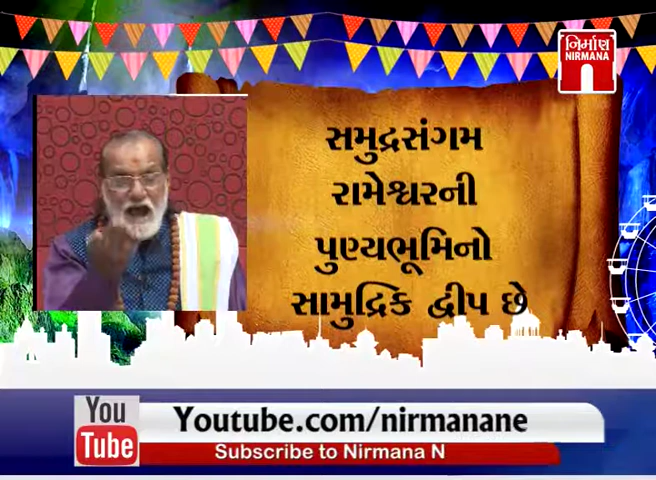 નિર્માણ
NIRMANA
સમુદ્રસંગમ
રામેશ્વરની
પુણ્યભૂમિનો
સામુદ્રિક દ્વીપ છે
You
Tube
Youtube.com/nirmanane
Subscribe to Nirmana N